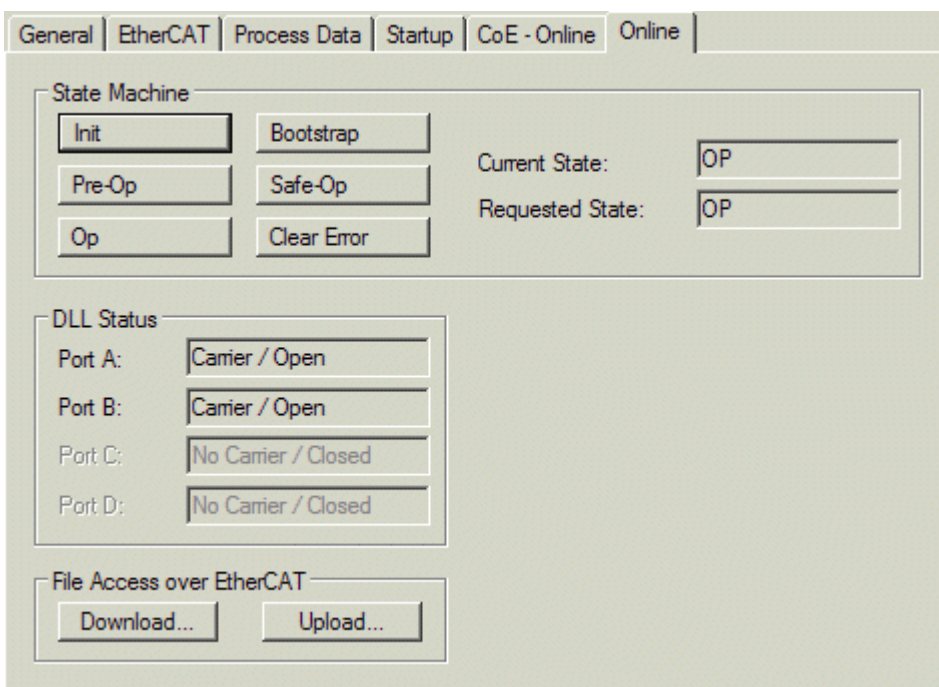 General EtherCAT Process Data Startup CoE - Online Online
State Machine
Init Bootstrap
Pre-Op Safe-Op
Op Clear Error
Current State: OP
Requested State: OP
DLL Status
Port A: Carrier / Open
Port B: Carrier / Open
Port C: No Carrier / Closed
Port D: No Carrier / Closed
File Access over EtherCAT
Download... Upload...